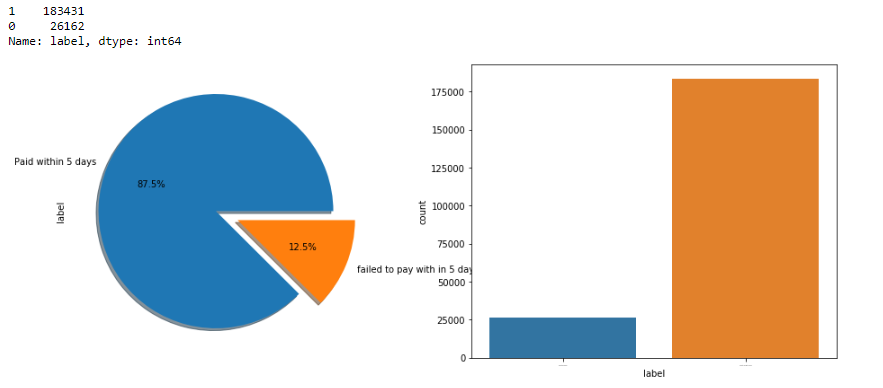 1    183431
0     26162
Name: label, dtype: int64
Paid within 5 days
87.5%
label
12.5%
failed to pay with in 5 day
175000
150000
125000
100000
75000
50000
25000
0
count
label